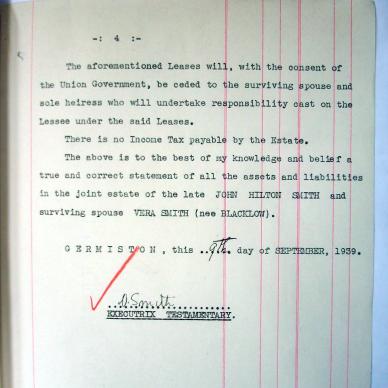 -: 4 :-
The aforementioned Leases will, with the consent of
the Union Government, be ceded to the surviving spouse and
sole heiress who will undertake responsibility cast on the
Lessee under the said Leases.
There is no Income Tax payable by the Estate.
The above is to the best of my knowledge and belief a
true and correct statement of all the assets and liabilities
in the joint estate of the late JOHN HILTON SMITH and
surviving spouse VERA SMITH (nee BLACKLOW).
GERMISTON, this ..9th. day of SEPTEMBER, 1939.
V. Smith
EXECUTRIX TESTAMENTARY.